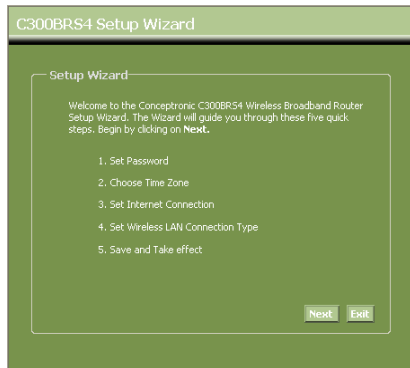 C300BRS4 Setup Wizard
Setup Wizard
Welcome to the Conceptronic C300BRS4 Wireless Broadband Router
Setup Wizard. The Wizard will guide you through these five quick
steps. Begin by clicking on Next.
1. Set Password
2. Choose Time Zone
3. Set Internet Connection
4. Set Wireless LAN Connection Type
5. Save and Take effect
Next Exit